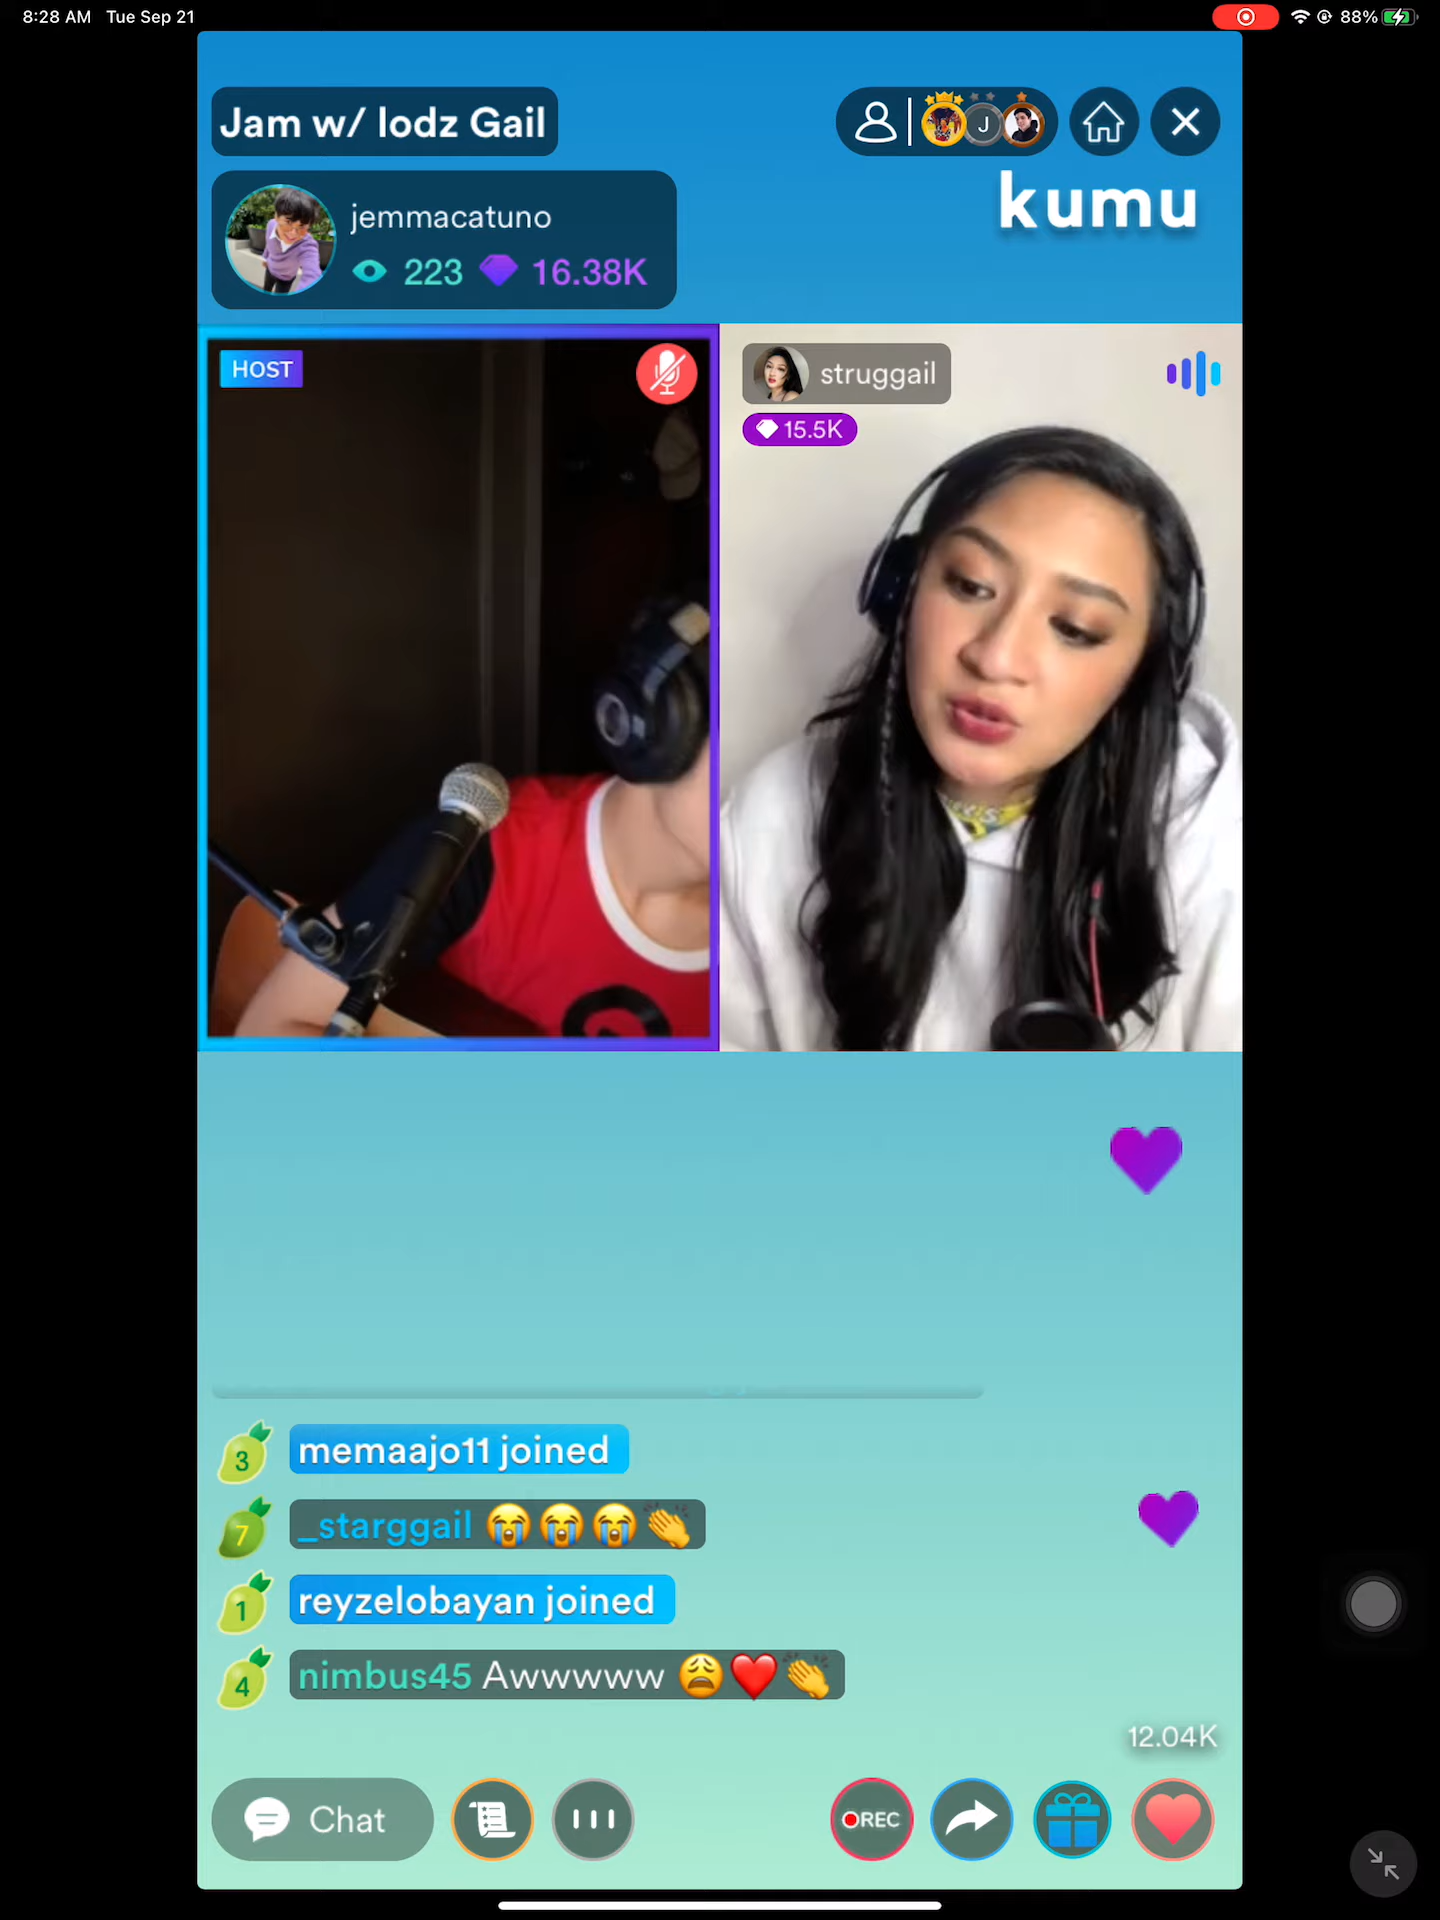 8:28 AM Tue Sep 21
88%
Jam w/ lodz Gail
J
kumu
jemmacatuno
223 16.38K
HOST
struggail
15.5K
3 memaajo11 joined
7 _starggail 😭😭😭👏
1 reyzelobayan joined
4 nimbus45 Awwwww 😩❤️👏
12.04K
Chat
REC